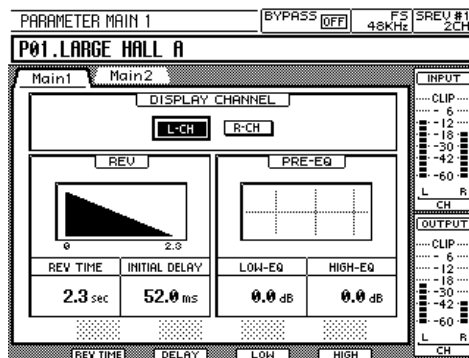 PARAMETER MAIN 1
BYPASS OFF
FS 48KHz
SREV #1 2CH
P01.LARGE HALL A
Main1 Main2
DISPLAY CHANNEL
L-CH R-CH
REV
0 2.3
REV TIME INITIAL DELAY
2.3 sec 52.0 ms
PRE-EQ
LOW-EQ HIGH-EQ
0.0 dB 0.0 dB
REV TIME DELAY LOW HIGH
INPUT
CLIP
- 6
-12
-18
-30
-42
-60
L R
CH
OUTPUT
CLIP
- 6
-12
-18
-30
-42
-60
L R
CH